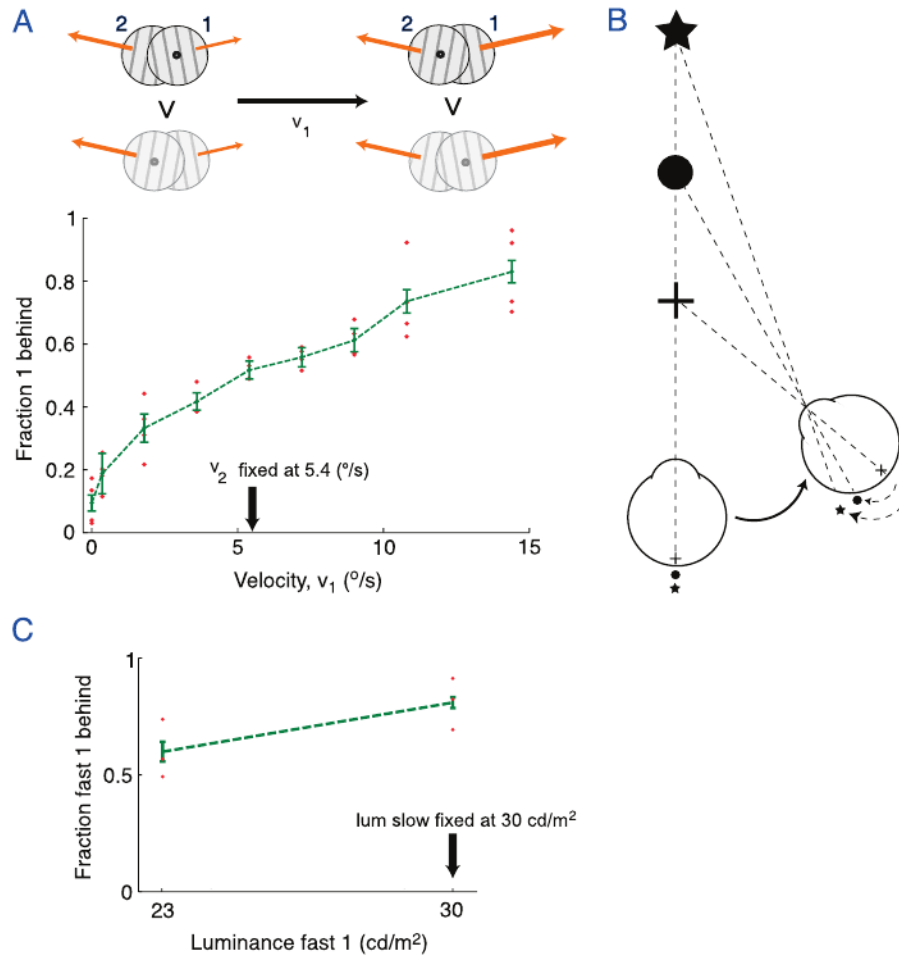 A
2 1
2 1
V
v₁
V
Fraction 1 behind
1
0.8
0.6
0.4
0.2
0
v₂ fixed at 5.4 (°/s)
0 5 10 15
Velocity, v₁ (°/s)
B
C
Fraction fast 1 behind
1
0.5
0
lum slow fixed at 30 cd/m²
23 30
Luminance fast 1 (cd/m²)